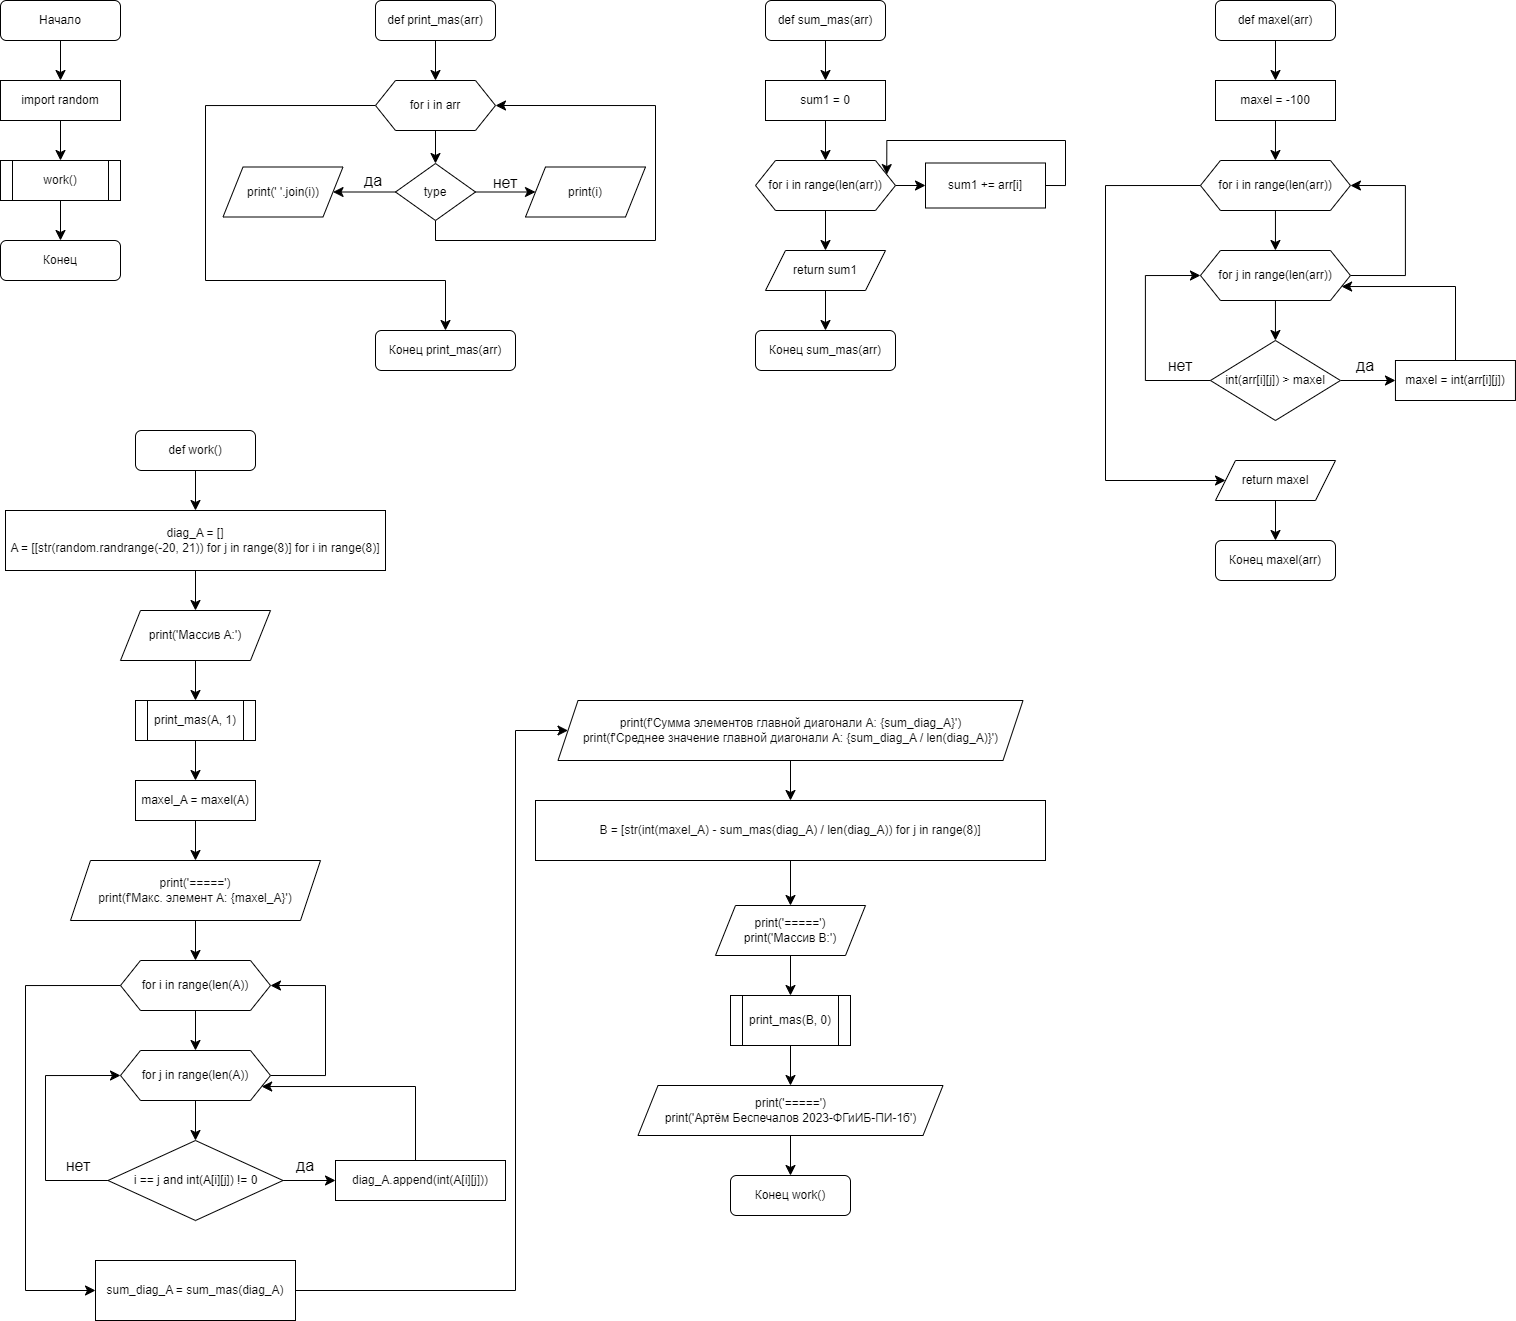 Начало
import random
work()
Конец
def print_mas(arr)
for i in arr
type
да
нет
print(' '.join(i))
print(i)
Конец print_mas(arr)
def sum_mas(arr)
sum1 = 0
for i in range(len(arr))
sum1 += arr[i]
return sum1
Конец sum_mas(arr)
def maxel(arr)
maxel = -100
for i in range(len(arr))
for j in range(len(arr))
int(arr[i][j]) > maxel
нет
да
maxel = int(arr[i][j])
return maxel
Конец maxel(arr)
def work()
diag_A = []
A = [[str(random.randrange(-20, 21)) for j in range(8)] for i in range(8)]
print('Массив A:')
print_mas(A, 1)
maxel_A = maxel(A)
print('=====')
print(f'Макс. элемент A: {maxel_A}')
for i in range(len(A))
for j in range(len(A))
i == j and int(A[i][j]) != 0
нет
да
diag_A.append(int(A[i][j]))
sum_diag_A = sum_mas(diag_A)
print(f'Сумма элементов главной диагонали A: {sum_diag_A}')
print(f'Среднее значение главной диагонали A: {sum_diag_A / len(diag_A)}')
B = [str(int(maxel_A) - sum_mas(diag_A) / len(diag_A)) for j in range(8)]
print('=====')
print('Массив B:')
print_mas(B, 0)
print('=====')
print('Артём Беспечалов 2023-ФГиИБ-ПИ-1б')
Конец work()